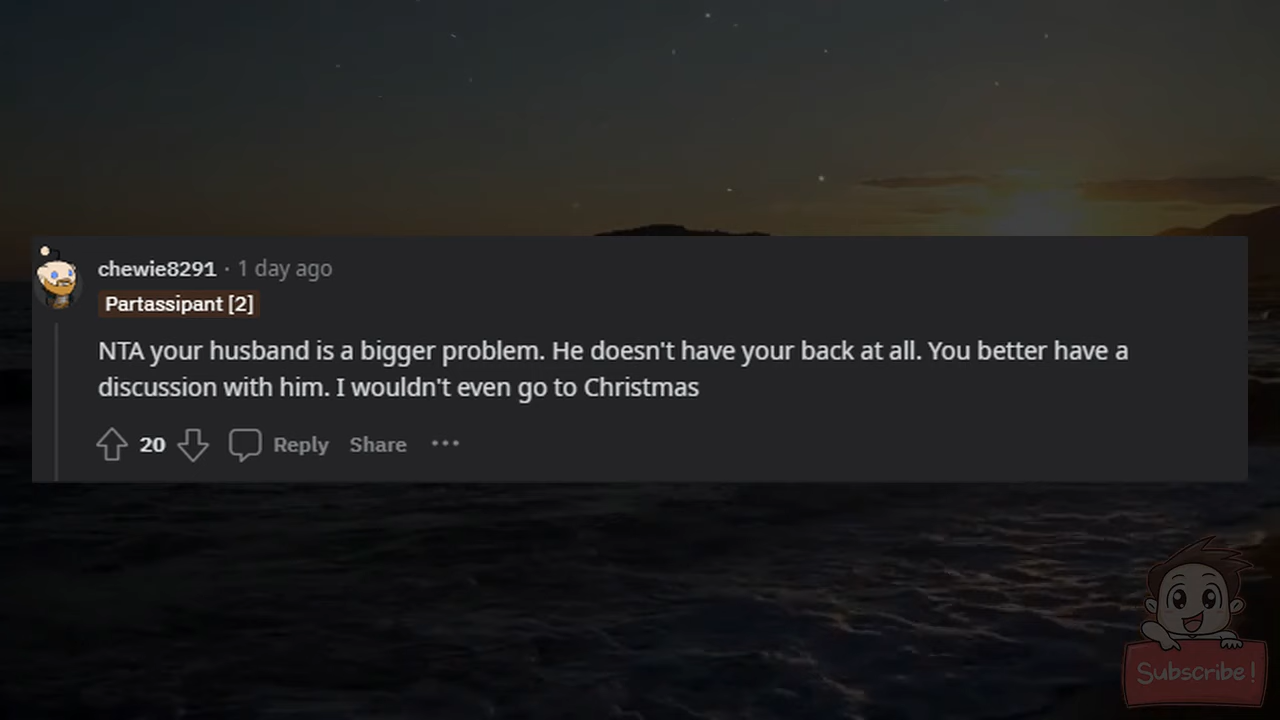 chewie8291 · 1 day ago
Partassipant [2]
NTA your husband is a bigger problem. He doesn't have your back at all. You better have a
discussion with him. I wouldn't even go to Christmas
20 Reply Share •••
Subscribe!